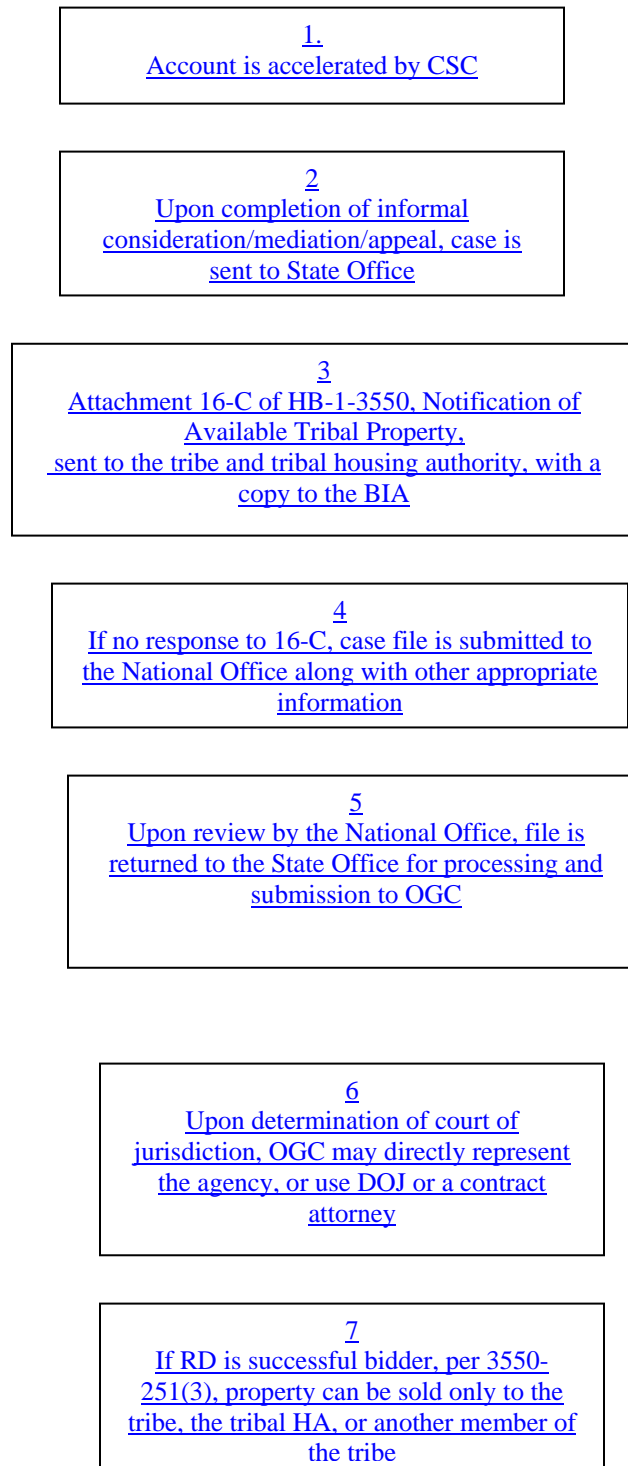 1.
Account is accelerated by CSC
2
Upon completion of informal
consideration/mediation/appeal, case is
sent to State Office
3
Attachment 16-C of HB-1-3550, Notification of
Available Tribal Property,
sent to the tribe and tribal housing authority, with a
copy to the BIA
4
If no response to 16-C, case file is submitted to
the National Office along with other appropriate
information
5
Upon review by the National Office, file is
returned to the State Office for processing and
submission to OGC
6
Upon determination of court of
jurisdiction, OGC may directly represent
the agency, or use DOJ or a contract
attorney
7
If RD is successful bidder, per 3550-
251(3), property can be sold only to the
tribe, the tribal HA, or another member of
the tribe